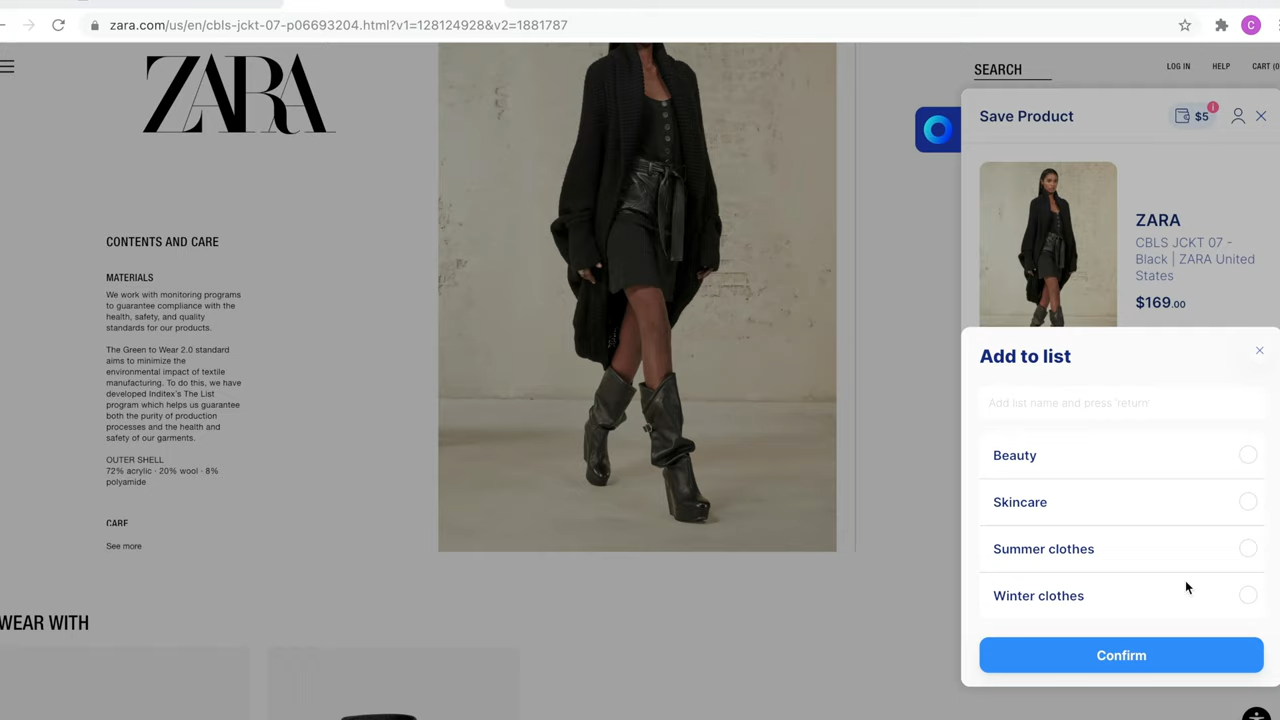 zara.com/us/en/cbls-jckt-07-p06693204.html?v1=128124928&v2=1881787
C
ZARA
SEARCH
LOG IN
HELP
CART (0
CONTENTS AND CARE
MATERIALS
We work with monitoring programs
to guarantee compliance with the
health, safety, and quality
standards for our products.
The Green to Wear 2.0 standard
aims to minimize the
environmental impact of textile
manufacturing. To do this, we have
developed Inditex's The List
program which helps us guarantee
both the purity of production
processes and the health and
safety of our garments.
OUTER SHELL
72% acrylic · 20% wool · 8%
polyamide
CARE
See more
WEAR WITH
Save Product
$5
i
ZARA
CBLS JCKT 07 -
Black | ZARA United
States
$169.00
Add to list
Add list name and press 'return'
Beauty
Skincare
Summer clothes
Winter clothes
Confirm